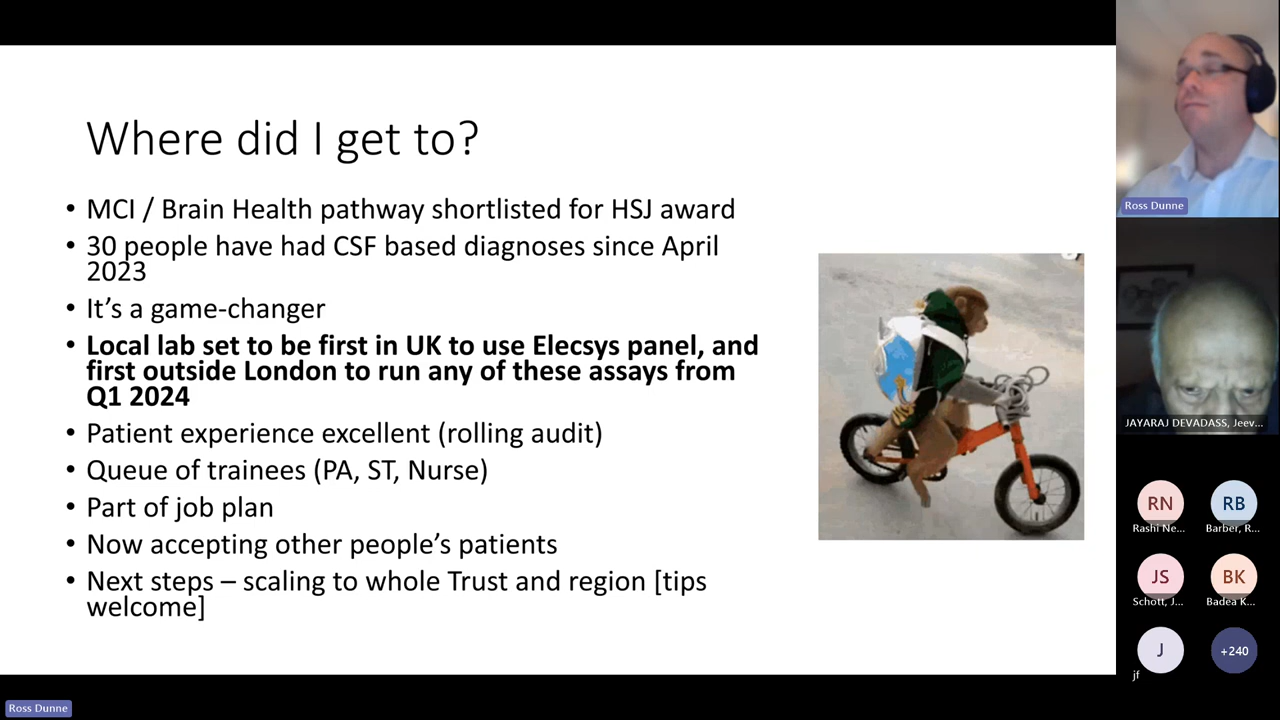 Where did I get to?
• MCI / Brain Health pathway shortlisted for HSJ award
• 30 people have had CSF based diagnoses since April
2023
• It’s a game-changer
• Local lab set to be first in UK to use Elecsys panel, and
first outside London to run any of these assays from
Q1 2024
• Patient experience excellent (rolling audit)
• Queue of trainees (PA, ST, Nurse)
• Part of job plan
• Now accepting other people’s patients
• Next steps – scaling to whole Trust and region [tips
welcome]
Ross Dunne
JAYARAJ DEVADASS, Jeev...
RN
RB
Rashi Ne...
Barber, R...
JS
BK
Schott, J...
Badea K...
J
+240
jf
Ross Dunne